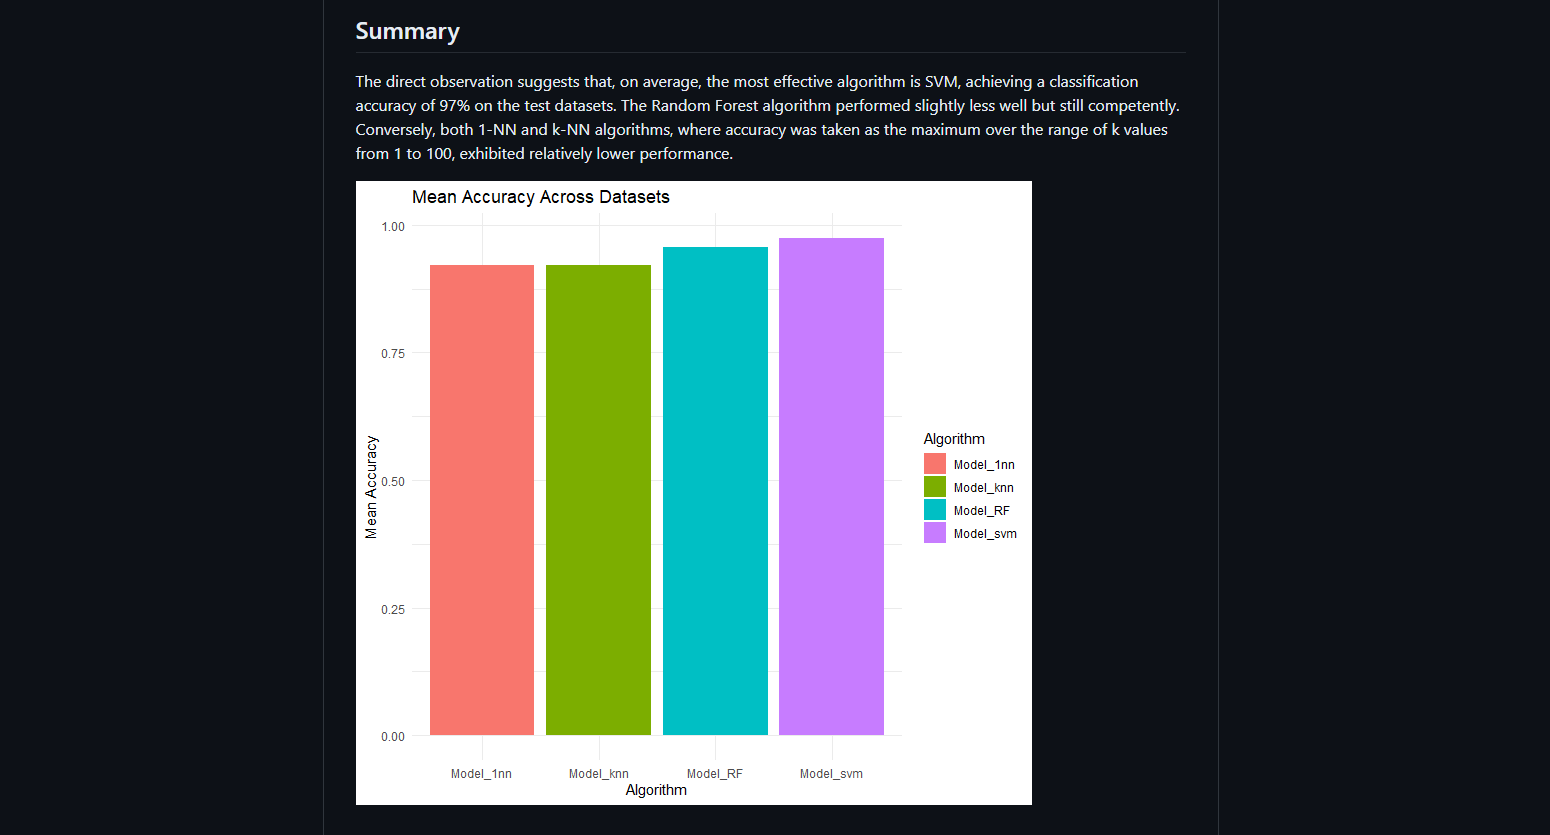 Summary
The direct observation suggests that, on average, the most effective algorithm is SVM, achieving a classification
accuracy of 97% on the test datasets. The Random Forest algorithm performed slightly less well but still competently.
Conversely, both 1-NN and k-NN algorithms, where accuracy was taken as the maximum over the range of k values
from 1 to 100, exhibited relatively lower performance.
Mean Accuracy Across Datasets
Mean Accuracy
1.00
0.75
0.50
0.25
0.00
Model_1nn
Model_knn
Model_RF
Model_svm
Algorithm
Algorithm
Model_1nn
Model_knn
Model_RF
Model_svm